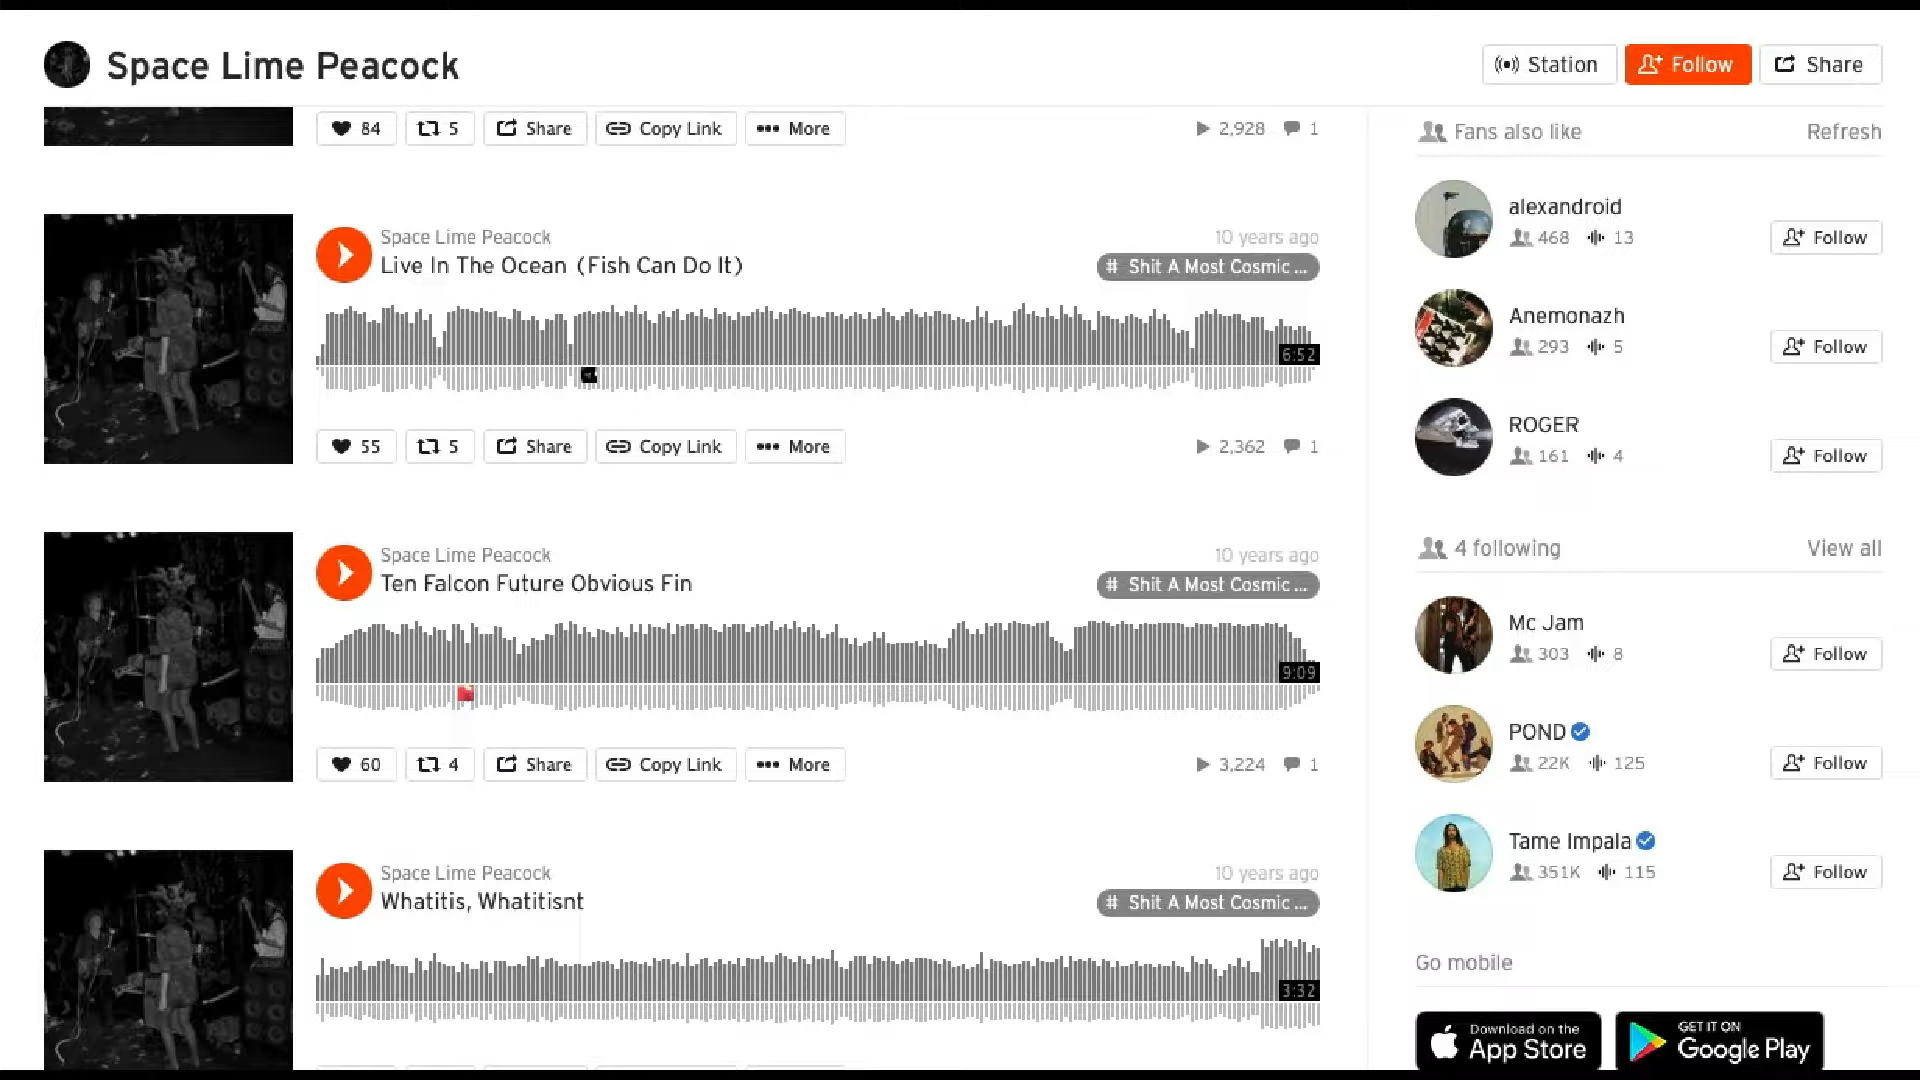 Space Lime Peacock
Station
Follow
Share
84
5
Share
Copy Link
More
2,928
1
Space Lime Peacock
10 years ago
Live In The Ocean (Fish Can Do It)
# Shit A Most Cosmic ...
6:52
55
5
Share
Copy Link
More
2,362
1
Space Lime Peacock
10 years ago
Ten Falcon Future Obvious Fin
# Shit A Most Cosmic ...
9:09
60
4
Share
Copy Link
More
3,224
1
Space Lime Peacock
10 years ago
Whatitis, Whatitisnt
# Shit A Most Cosmic ...
3:32
Fans also like
Refresh
alexandroid
468
13
Follow
Anemonazh
293
5
Follow
ROGER
161
4
Follow
4 following
View all
Mc Jam
303
8
Follow
POND
22K
125
Follow
Tame Impala
351K
115
Follow
Go mobile
Download on the
App Store
GET IT ON
Google Play